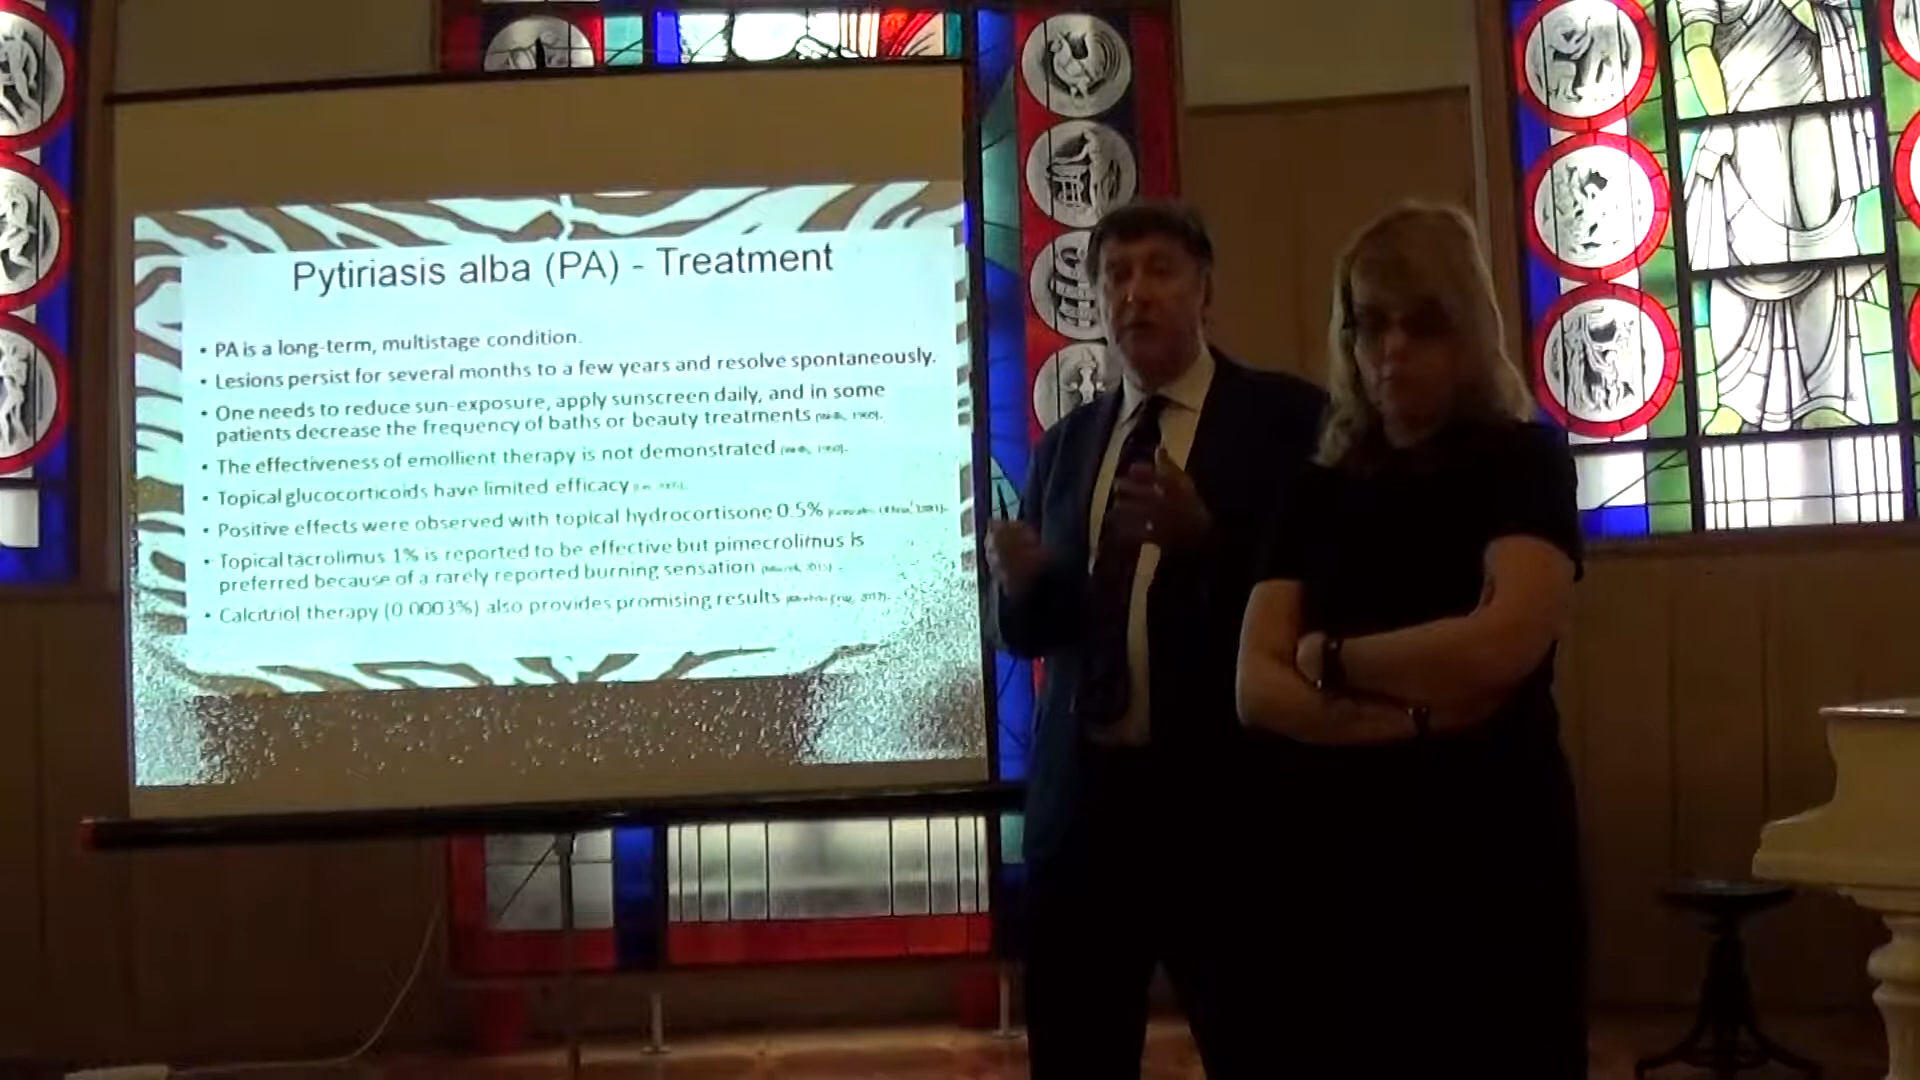 Pytiriasis alba (PA) - Treatment
• PA is a long-term, multistage condition.
• Lesions persist for several months to a few years and resolve spontaneously.
• One needs to reduce sun-exposure, apply sunscreen daily, and in some
patients decrease the frequency of baths or beauty treatments
• The effectiveness of emollient therapy is not demonstrated
• Topical glucocorticoids have limited efficacy
• Positive effects were observed with topical hydrocortisone 0.5%
• Topical tacrolimus 1% is reported to be effective but pimecrolimus is
preferred because of a rarely reported burning sensation
• Calcitriol therapy (0.0003%) also provides promising results